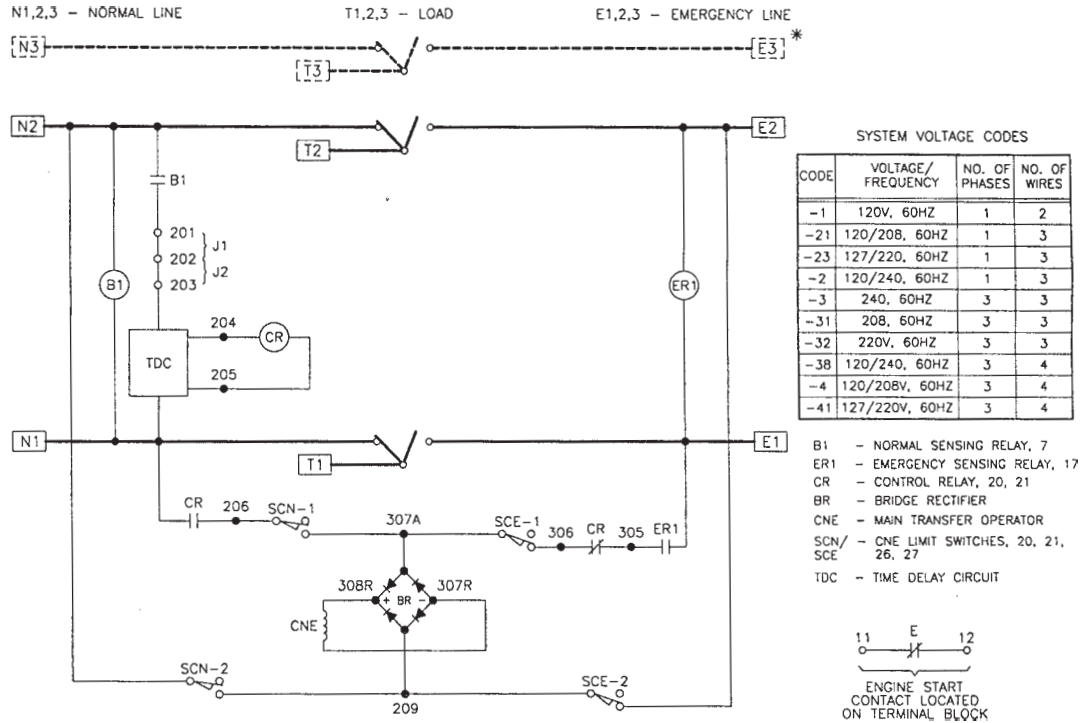 N1,2,3 – NORMAL LINE
T1,2,3 – LOAD
E1,2,3 – EMERGENCY LINE
N3
T3
E3
*
N2
T2
E2
B1
201
202
203
J1
J2
B1
ER1
204
CR
TDC
205
N1
T1
E1
CR
206
SCN-1
307A
SCE-1
306
CR
305
ER1
308R
+ BR -
307R
CNE
SCN-2
209
SCE-2
SYSTEM VOLTAGE CODES
CODE VOLTAGE/ FREQUENCY NO. OF PHASES NO. OF WIRES
-1 120V, 60HZ 1 2
-21 120/208, 60HZ 1 3
-23 127/220, 60HZ 1 3
-2 120/240, 60HZ 1 3
-3 240, 60HZ 3 3
-31 208, 60HZ 3 3
-32 220V, 60HZ 3 3
-38 120/240, 60HZ 3 4
-4 120/208V, 60HZ 3 4
-41 127/220V, 60HZ 3 4
B1 – NORMAL SENSING RELAY, 7
ER1 – EMERGENCY SENSING RELAY, 17
CR – CONTROL RELAY, 20, 21
BR – BRIDGE RECTIFIER
CNE – MAIN TRANSFER OPERATOR
SCN/ – CNE LIMIT SWITCHES, 20, 21,
SCE 26, 27
TDC – TIME DELAY CIRCUIT
11 E 12
ENGINE START
CONTACT LOCATED
ON TERMINAL BLOCK